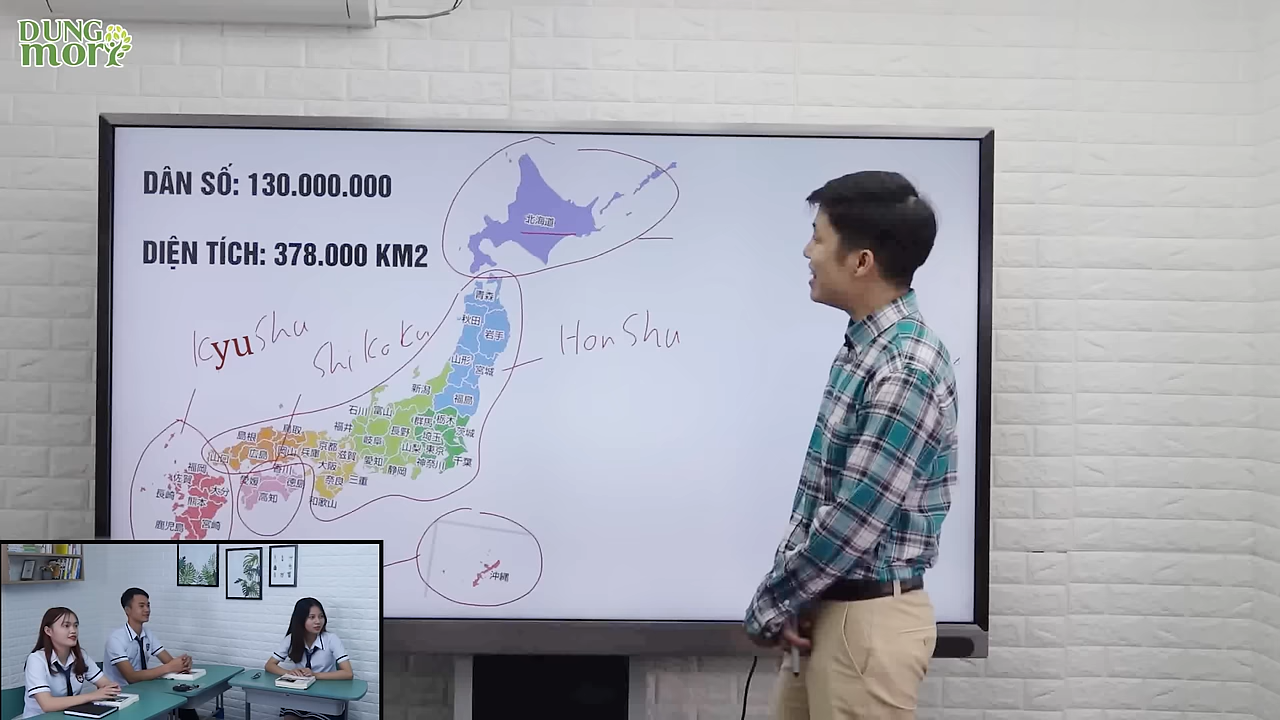 DUNG
mori
DÂN SỐ: 130.000.000
DIỆN TÍCH: 378.000 KM2
北海道
Kyushu
Shikoku
Honshu
青森
秋田
岩手
山形
宮城
福島
新潟
石川
富山
福井
群馬
栃木
長野
埼玉
茨城
岐阜
山梨
東京
愛知
静岡
神奈川
千葉
鳥取
島根
岡山
兵庫
京都
滋賀
山口
広島
大阪
奈良
三重
和歌山
香川
徳島
愛媛
高知
福岡
佐賀
大分
長崎
熊本
鹿児島
宮崎
沖縄